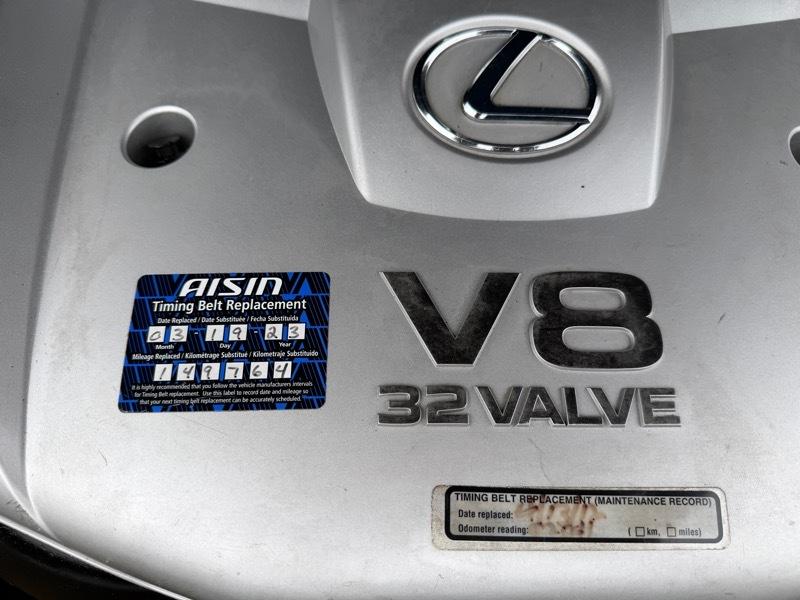 AISIN
Timing Belt Replacement
Date Replaced / Date Substituée / Fecha Substituida
03-19-23
Month Day Year
Mileage Replaced / Kilométrage Substitué / Kilometraje Substituido
149764
It is highly recommended that you follow the vehicle manufacturers intervals
for Timing Belt replacement. Use this label to record date and mileage so
that your next timing belt replacement can be accurately scheduled.
V8
32 VALVE
TIMING BELT REPLACEMENT (MAINTENANCE RECORD)
Date replaced:
Odometer reading: ( □ km, □ miles)